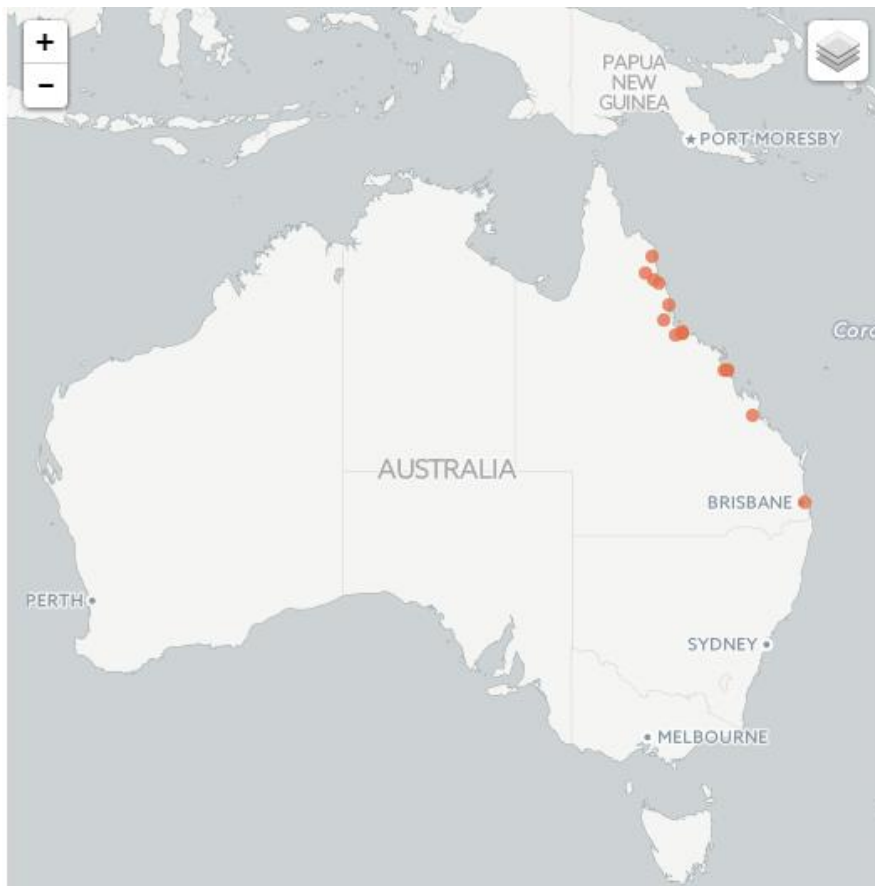 +
−
PAPUA
NEW
GUINEA
PORT MORESBY
AUSTRALIA
BRISBANE
PERTH
SYDNEY
MELBOURNE